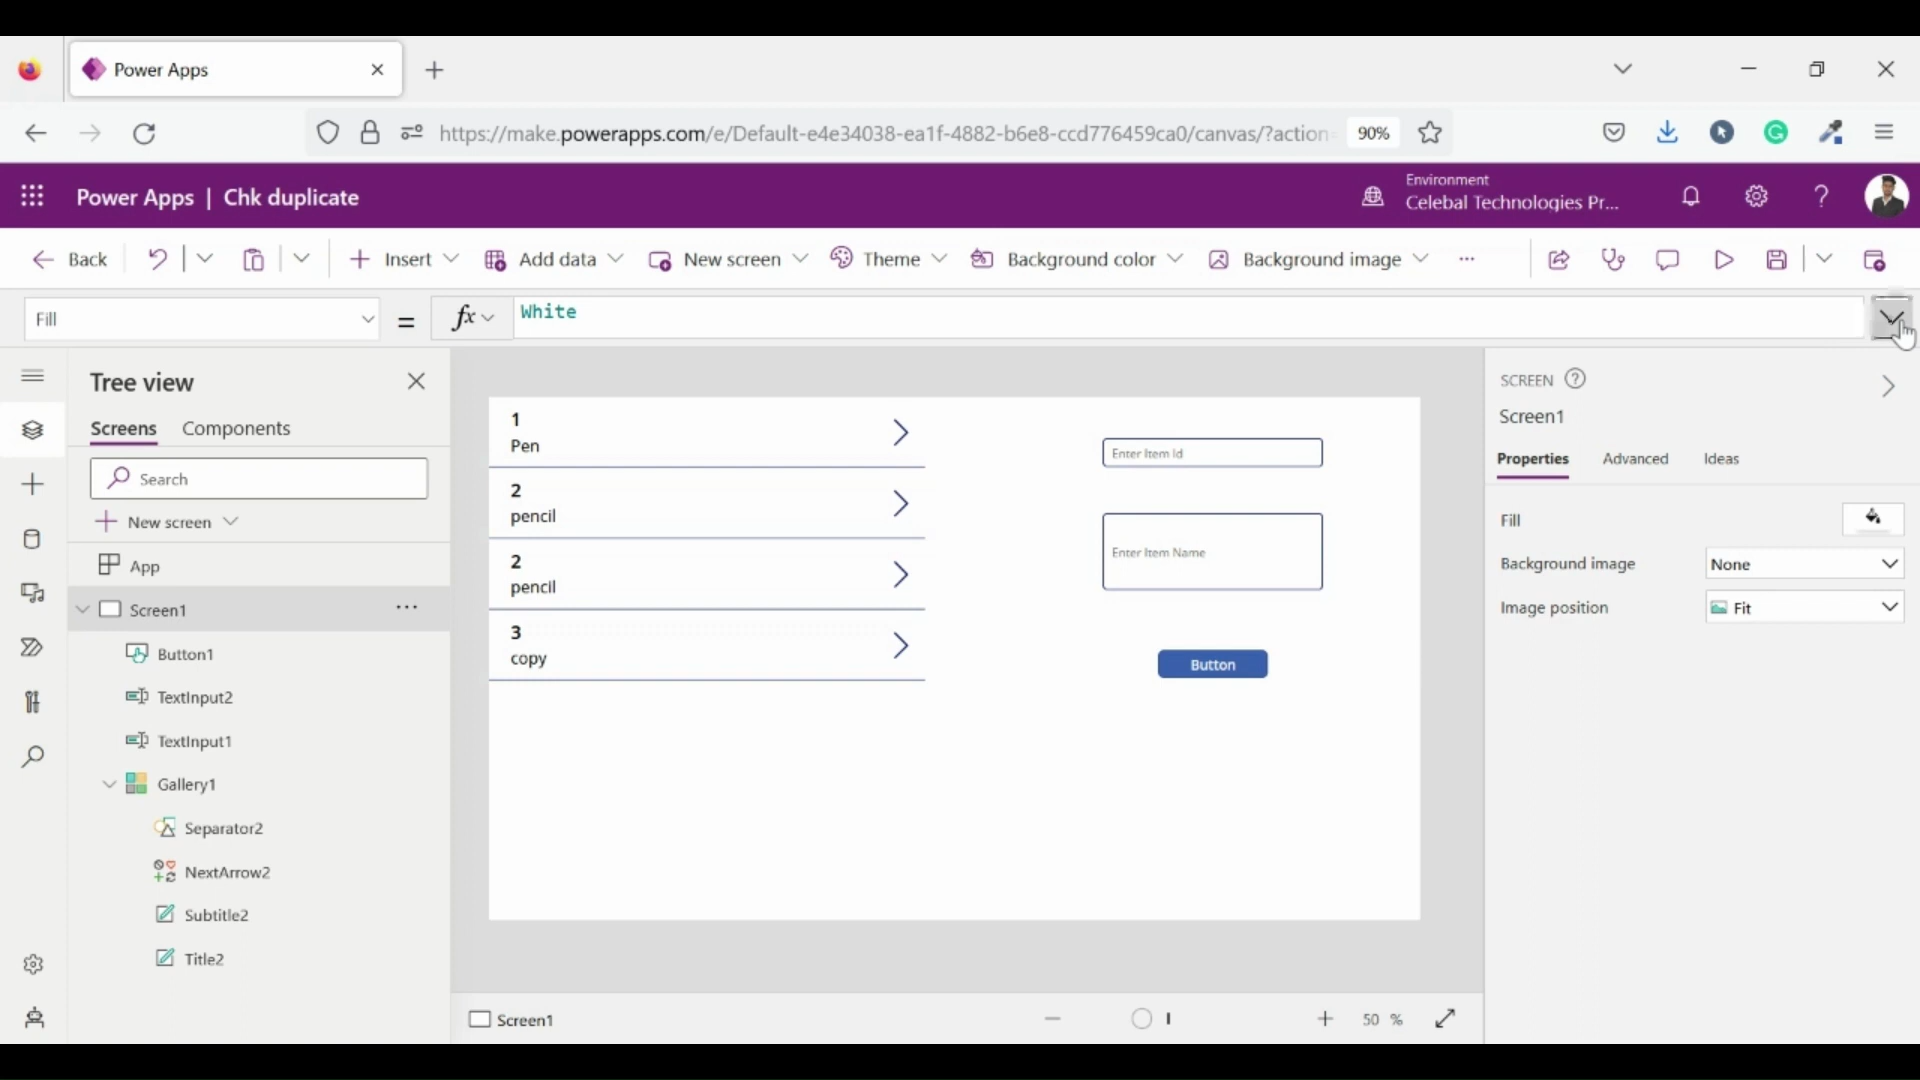 Power Apps
https://make.powerapps.com/e/Default-e4e34038-ea1f-4882-b6e8-ccd776459ca0/canvas/?action=
90%
Power Apps | Chk duplicate
Environment
Celebal Technologies Pr...
Back
Insert
Add data
New screen
Theme
Background color
Background image
Fill
=
fx
White
Tree view
Screens
Components
Search
New screen
App
Screen1
Button1
TextInput2
TextInput1
Gallery1
Separator2
NextArrow2
Subtitle2
Title2
1
Pen
2
pencil
2
pencil
3
copy
Enter Item Id
Enter Item Name
Button
Screen1
50 %
SCREEN
Screen1
Properties
Advanced
Ideas
Fill
Background image
None
Image position
Fit